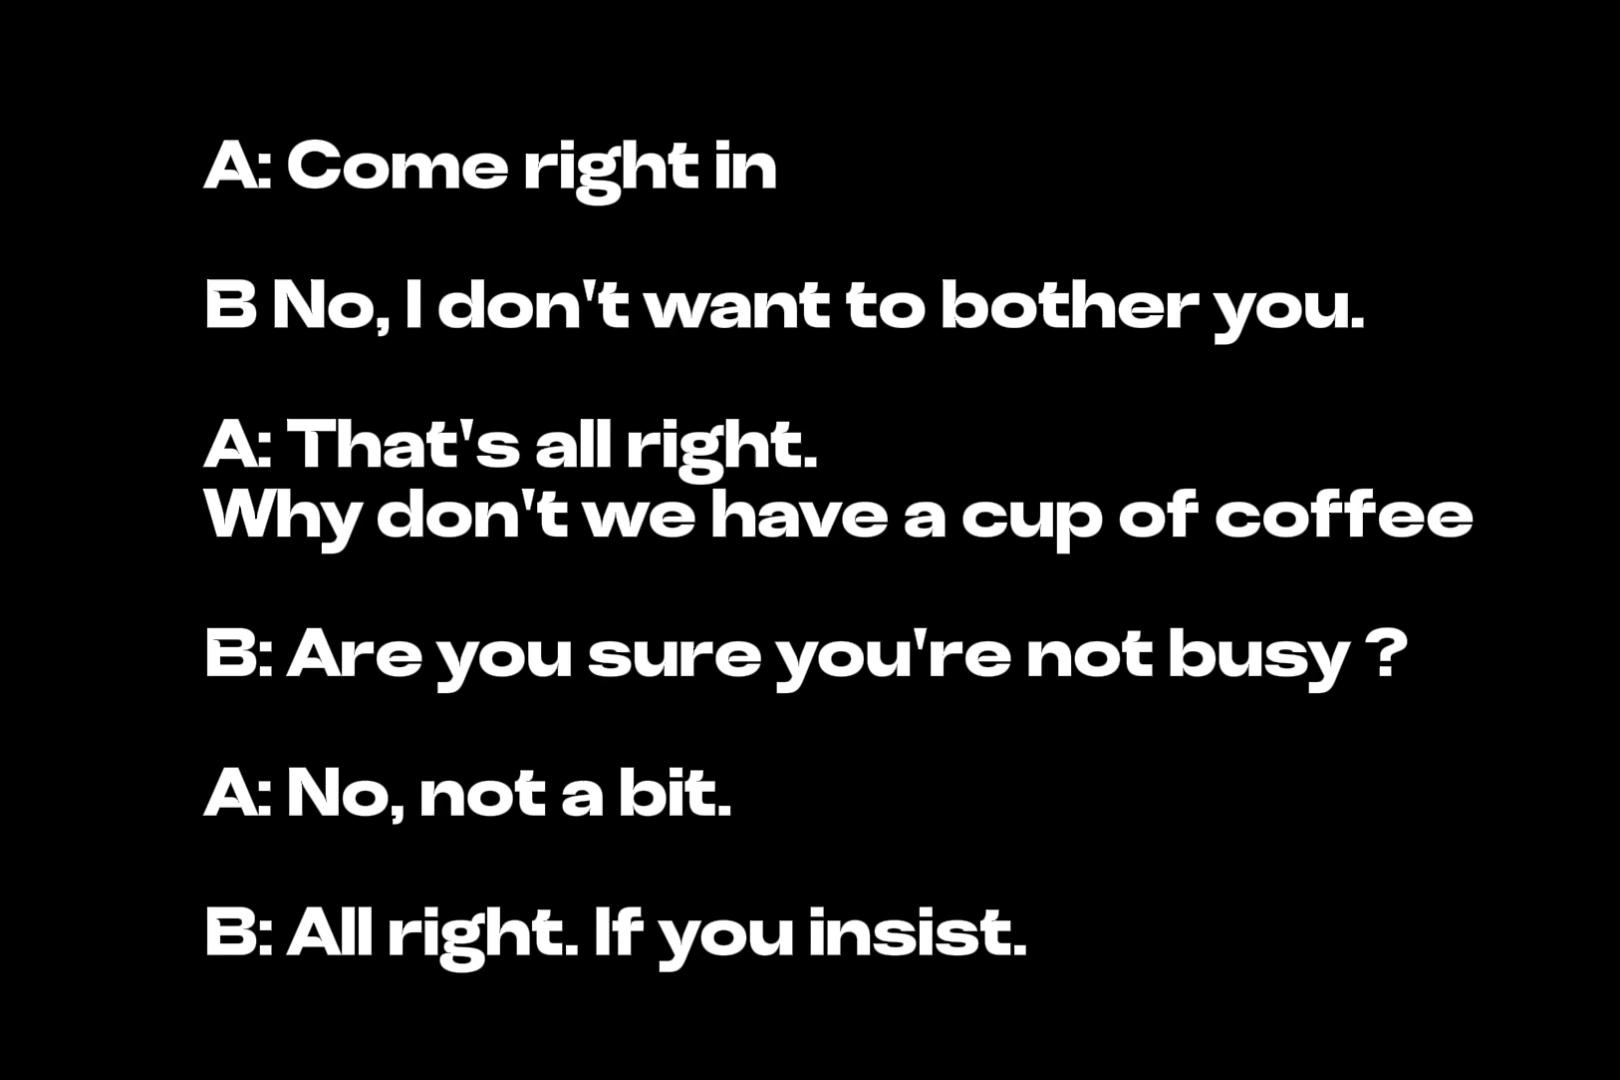 A: Come right in
B No, I don't want to bother you.
A: That's all right.
Why don't we have a cup of coffee
B: Are you sure you're not busy ?
A: No, not a bit.
B: All right. If you insist.